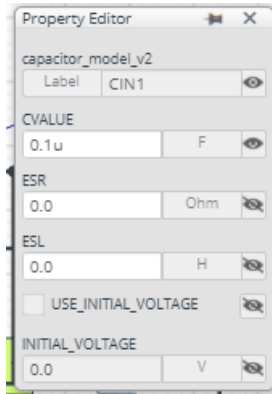 Property Editor
capacitor_model_v2
Label CIN1
CVALUE
0.1u F
ESR
0.0 Ohm
ESL
0.0 H
USE_INITIAL_VOLTAGE
INITIAL_VOLTAGE
0.0 V